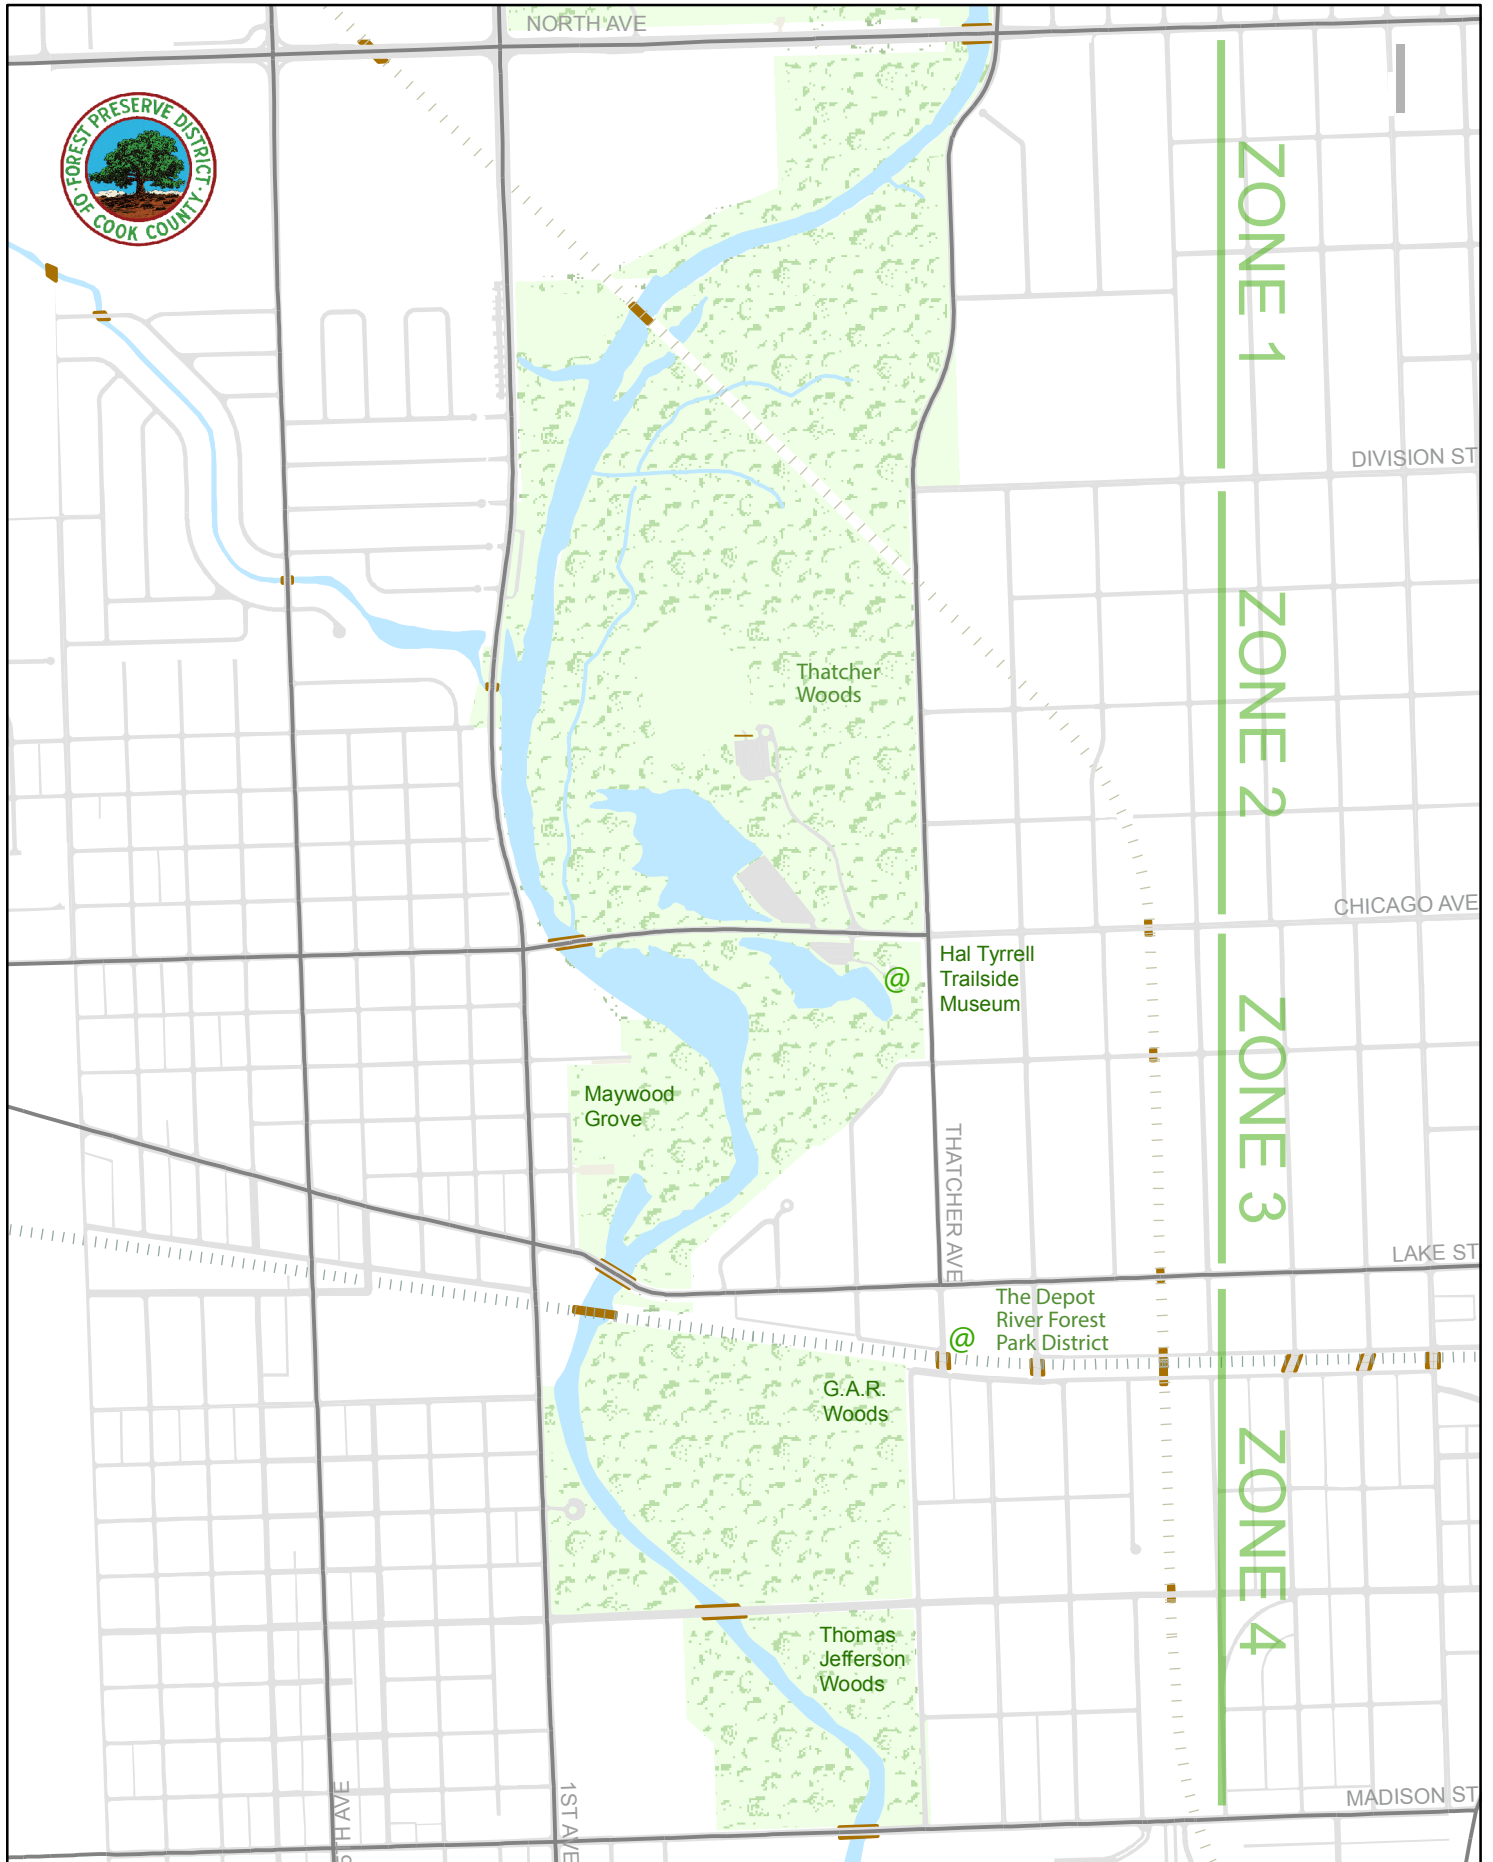 NORTH AVE
FOREST PRESERVE DISTRICT
OF COOK COUNTY
ZONE 1
DIVISION ST
ZONE 2
Thatcher
Woods
CHICAGO AVE
Hal Tyrrell
Trailside
Museum
@
ZONE 3
Maywood
Grove
THATCHER AVE
LAKE ST
The Depot
River Forest
Park District
@
G.A.R.
Woods
ZONE 4
Thomas
Jefferson
Woods
MADISON ST
5TH AVE
1ST AVE